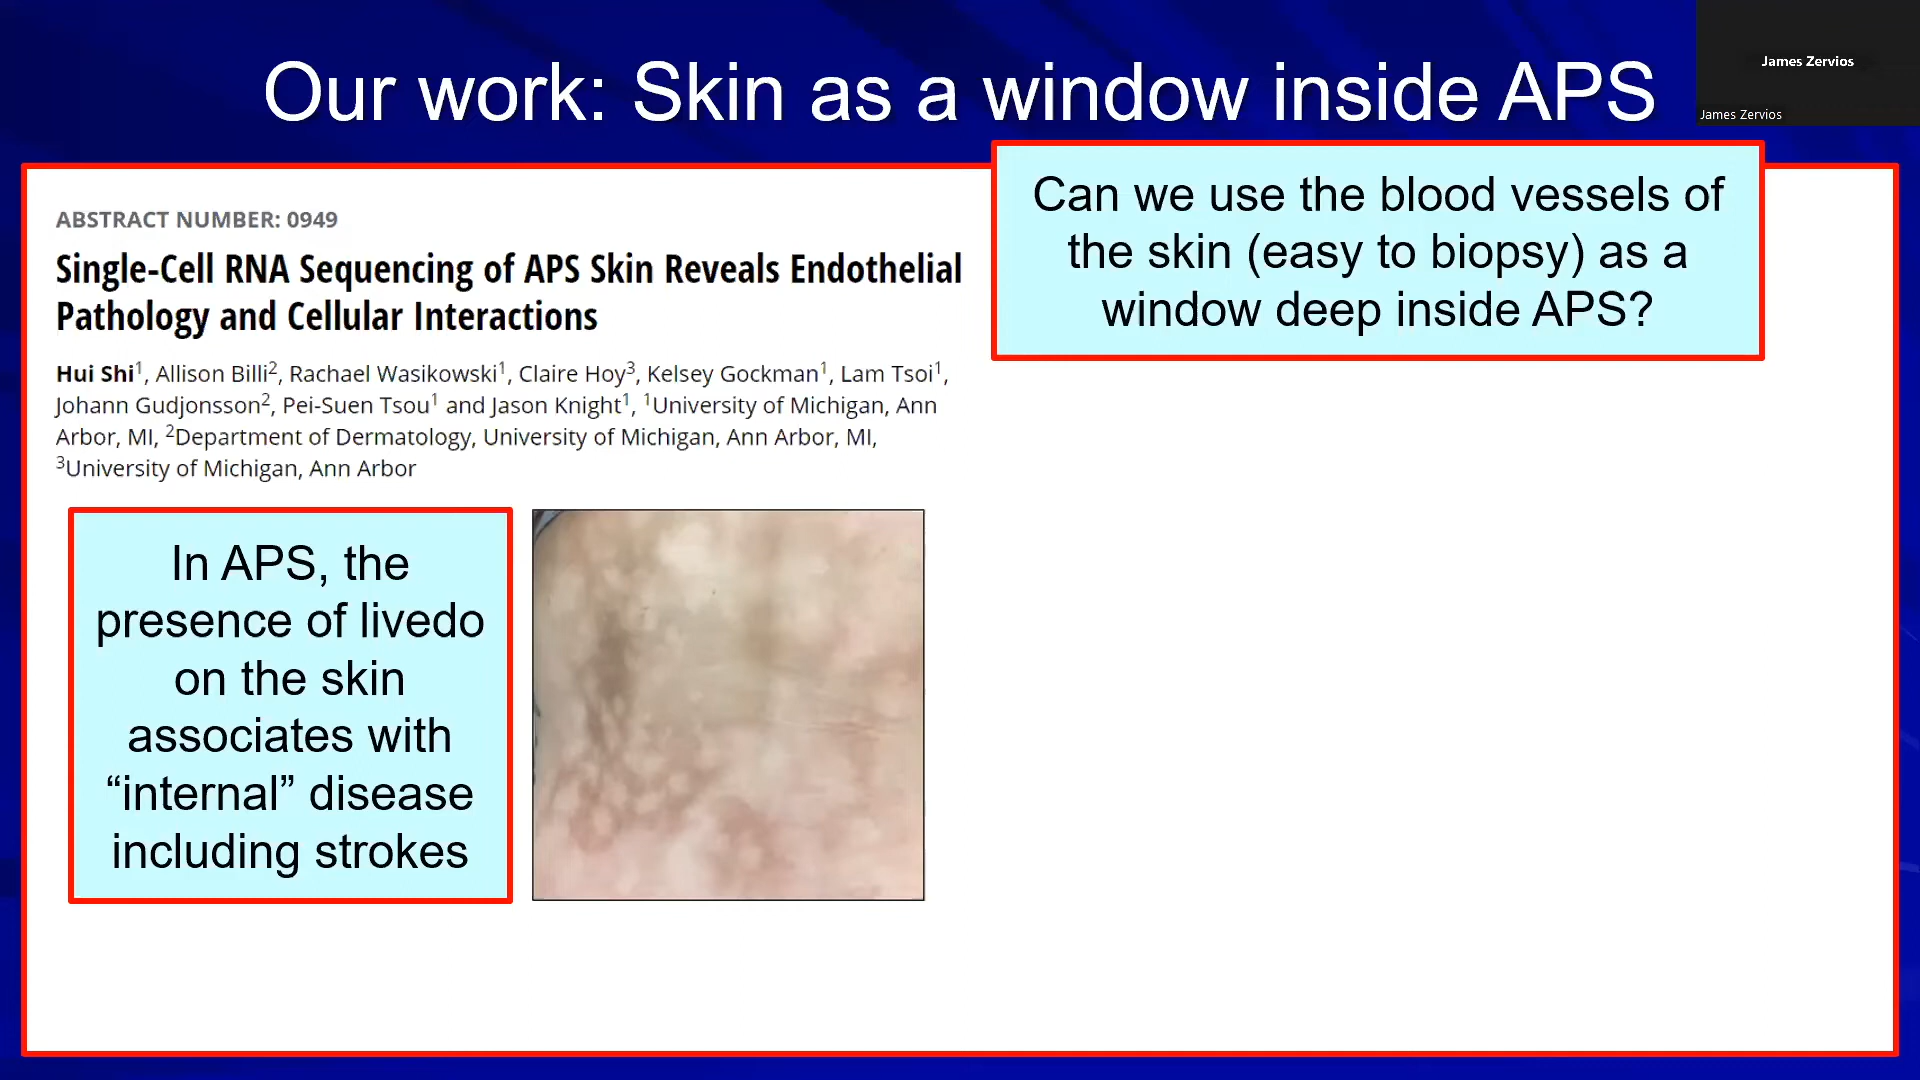 Our work: Skin as a window inside APS
James Zervios
James Zervios
ABSTRACT NUMBER: 0949
Single-Cell RNA Sequencing of APS Skin Reveals Endothelial
Pathology and Cellular Interactions
Hui Shi¹, Allison Billi², Rachael Wasikowski¹, Claire Hoy³, Kelsey Gockman¹, Lam Tsoi¹,
Johann Gudjonsson², Pei-Suen Tsou¹ and Jason Knight¹, ¹University of Michigan, Ann
Arbor, MI, ²Department of Dermatology, University of Michigan, Ann Arbor, MI,
³University of Michigan, Ann Arbor
Can we use the blood vessels of
the skin (easy to biopsy) as a
window deep inside APS?
In APS, the
presence of livedo
on the skin
associates with
“internal” disease
including strokes